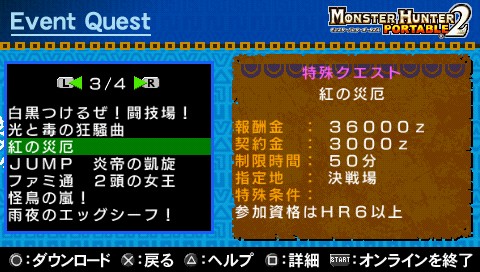 Event Quest
MONSTER HUNTER
PORTABLE 2
L 3/4 R
白黒つけるぜ！闘技場！
光と毒の狂騒曲
紅の災厄
ＪＵＭＰ　炎帝の凱旋
ファミ通　２頭の女王
怪鳥の嵐！
雨夜のエッグシーフ！
特殊クエスト
紅の災厄
報酬金　：　３６０００ｚ
契約金　：　３０００ｚ
制限時間：　５０分
指定地　：　決戦場
特殊条件：
参加資格はＨＲ６以上
○:ダウンロード　×:戻る　△:ヘルプ　□:詳細　START:オンラインを終了